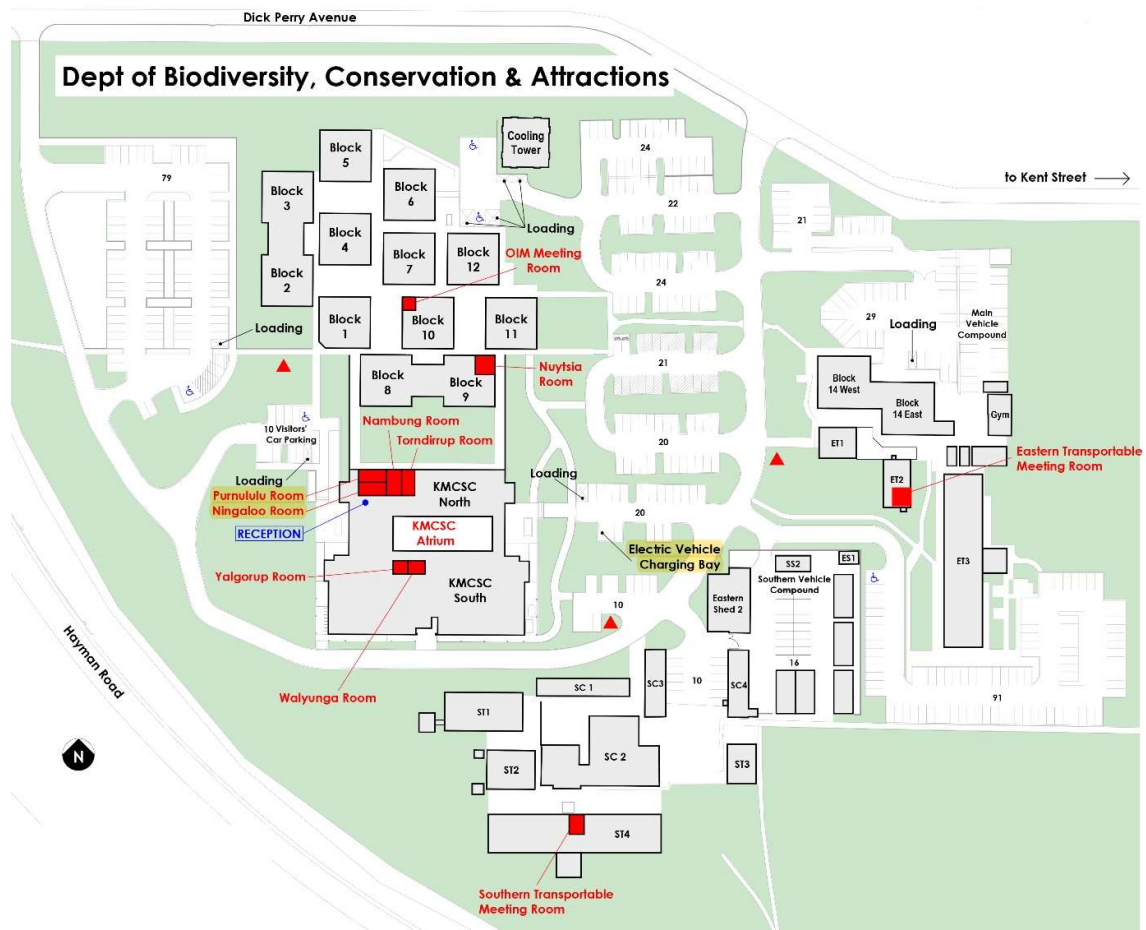 Dick Perry Avenue
Dept of Biodiversity, Conservation & Attractions
to Kent Street
79
Block
5
Block
3
Block
6
Block
4
Block
2
Block
7
Block
12
Block
1
Block
10
Block
11
Cooling
Tower
Loading
OIM Meeting
Room
24
22
24
21
20
20
21
29
Loading
Main
Vehicle
Compound
Block
14 West
Block
14 East
Gym
ET1
ET2
Eastern Transportable
Meeting Room
ET3
Loading
Block
8
Block
9
Nuytsia
Room
Nambung Room
Torndirrup Room
10 Visitors'
Car Parking
Loading
Purnululu Room
Ningaloo Room
RECEPTION
KMCSC
North
KMCSC
Atrium
Yalgorup Room
KMCSC
South
Walyunga Room
Loading
Electric Vehicle
Charging Bay
10
Eastern
Shed 2
SS2
ES1
Southern Vehicle
Compound
16
91
SC3
10
SC4
SC 1
ST1
SC 2
ST2
ST3
ST4
Southern Transportable
Meeting Room
Hayman Road
N